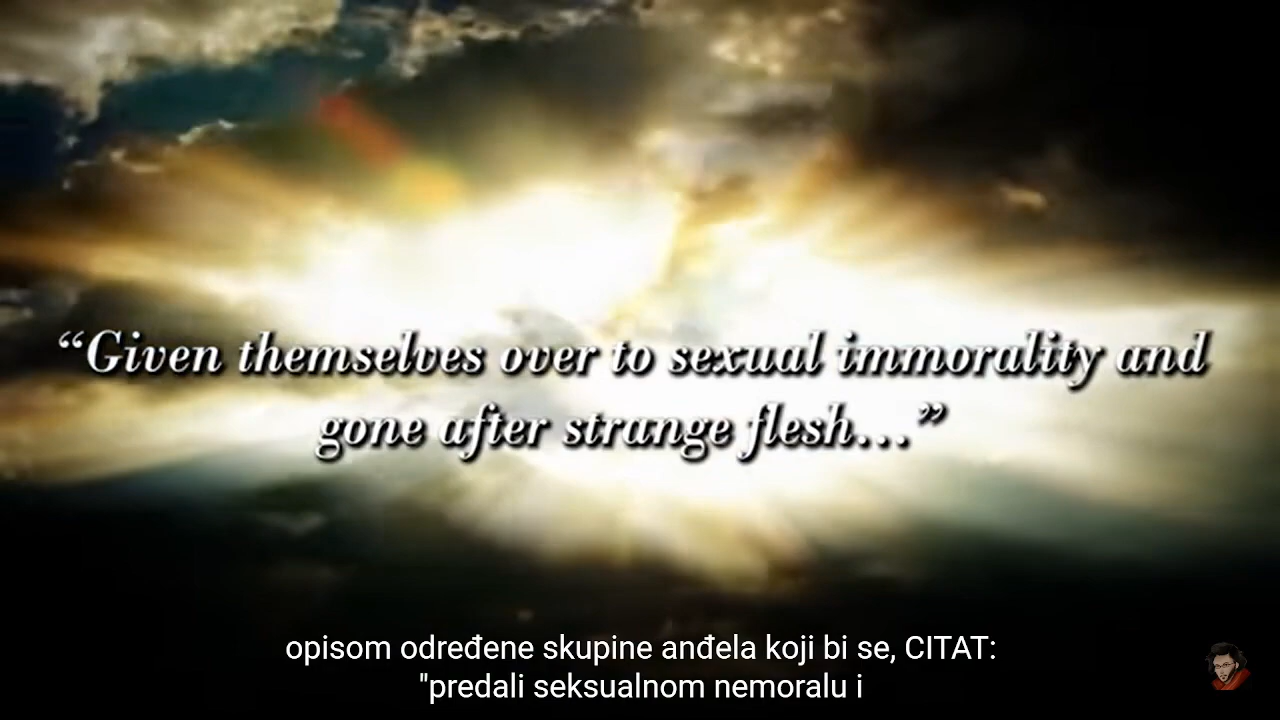 “Given themselves over to sexual immorality and
gone after strange flesh...”
opisom određene skupine anđela koji bi se, CITAT:
"predali seksualnom nemoralu i